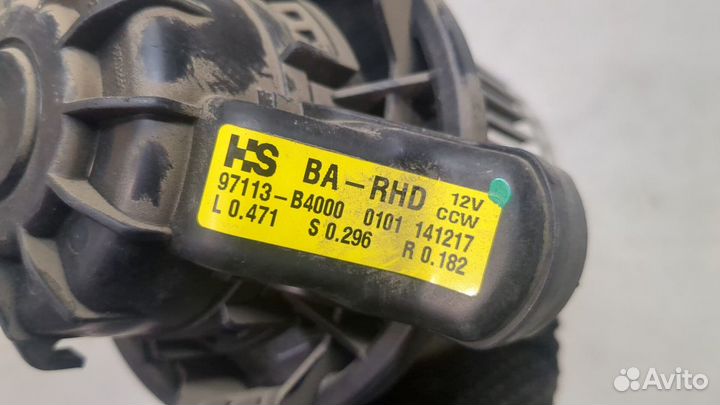 HS BA-RHD 12V CCW
97113-B4000 0101 141217
L 0.471 S 0.296 R 0.182
Avito